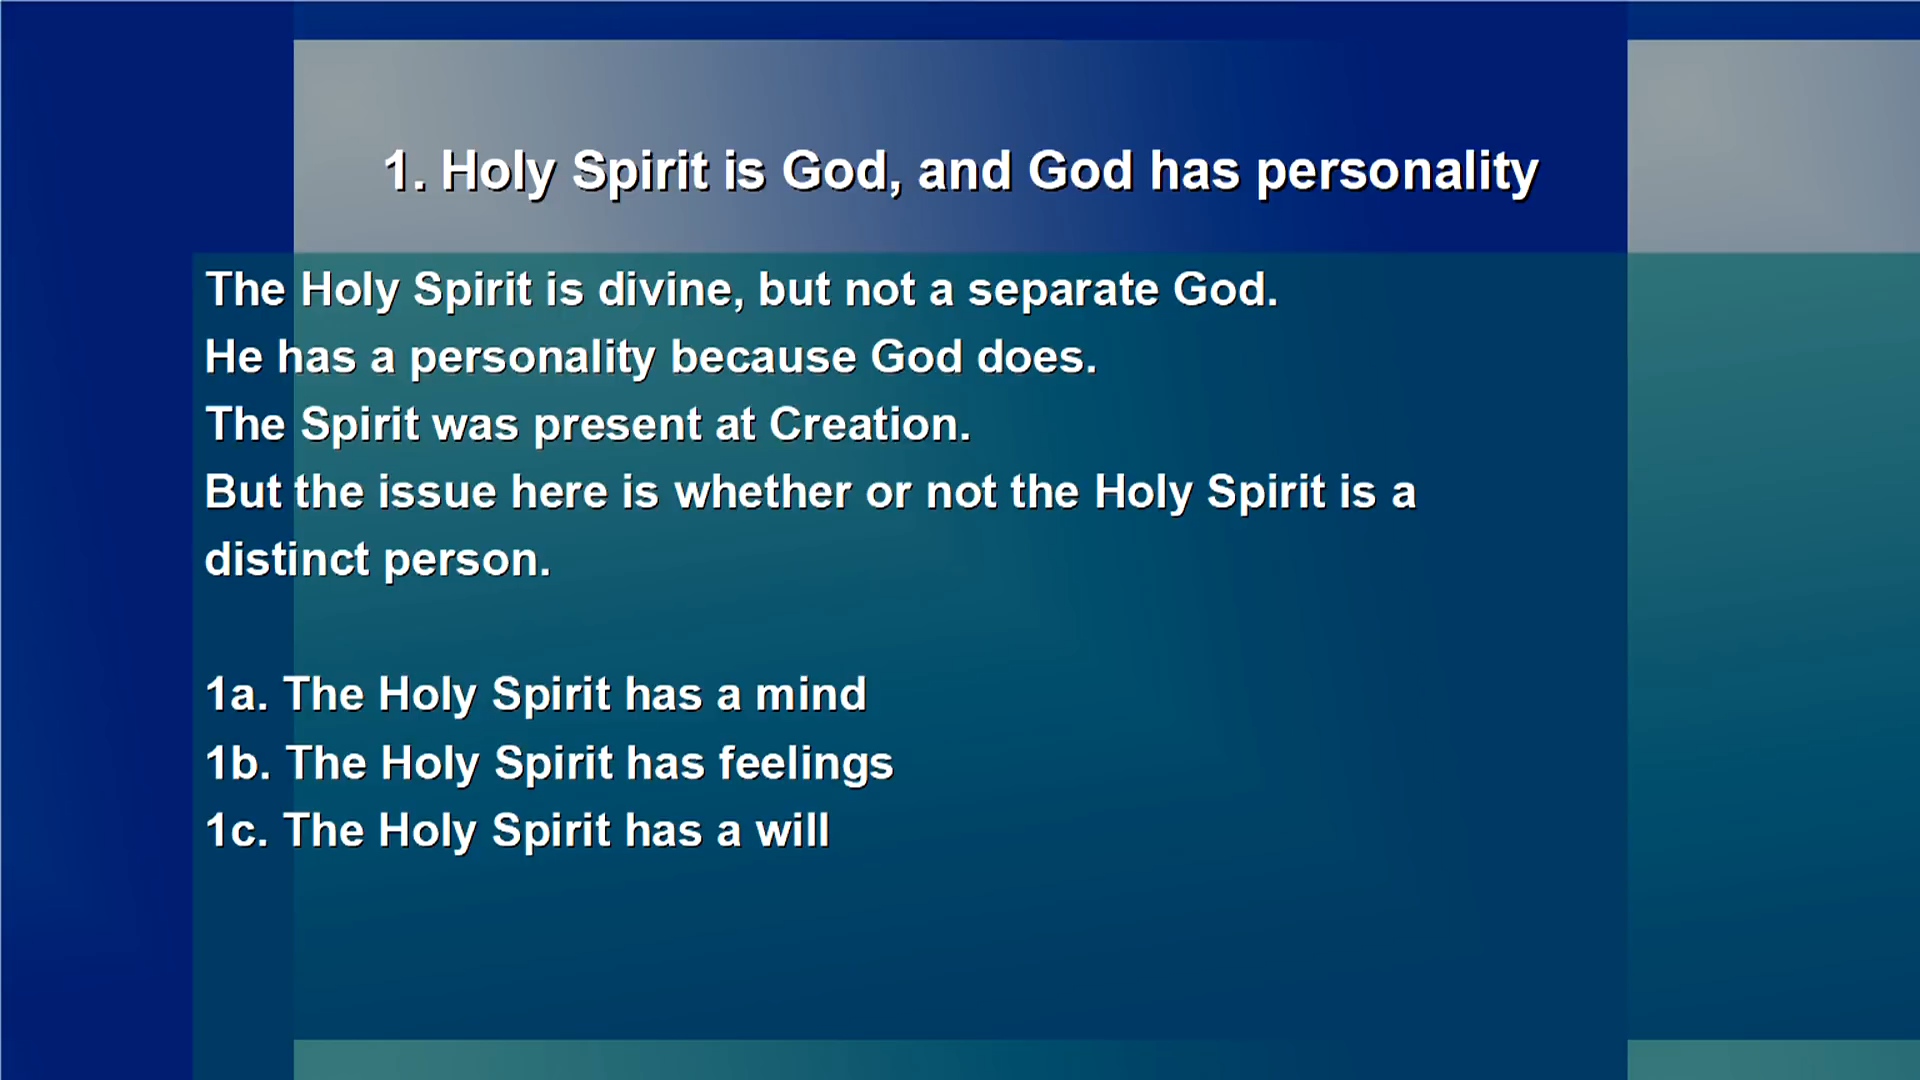 1. Holy Spirit is God, and God has personality
The Holy Spirit is divine, but not a separate God.
He has a personality because God does.
The Spirit was present at Creation.
But the issue here is whether or not the Holy Spirit is a
distinct person.
1a. The Holy Spirit has a mind
1b. The Holy Spirit has feelings
1c. The Holy Spirit has a will